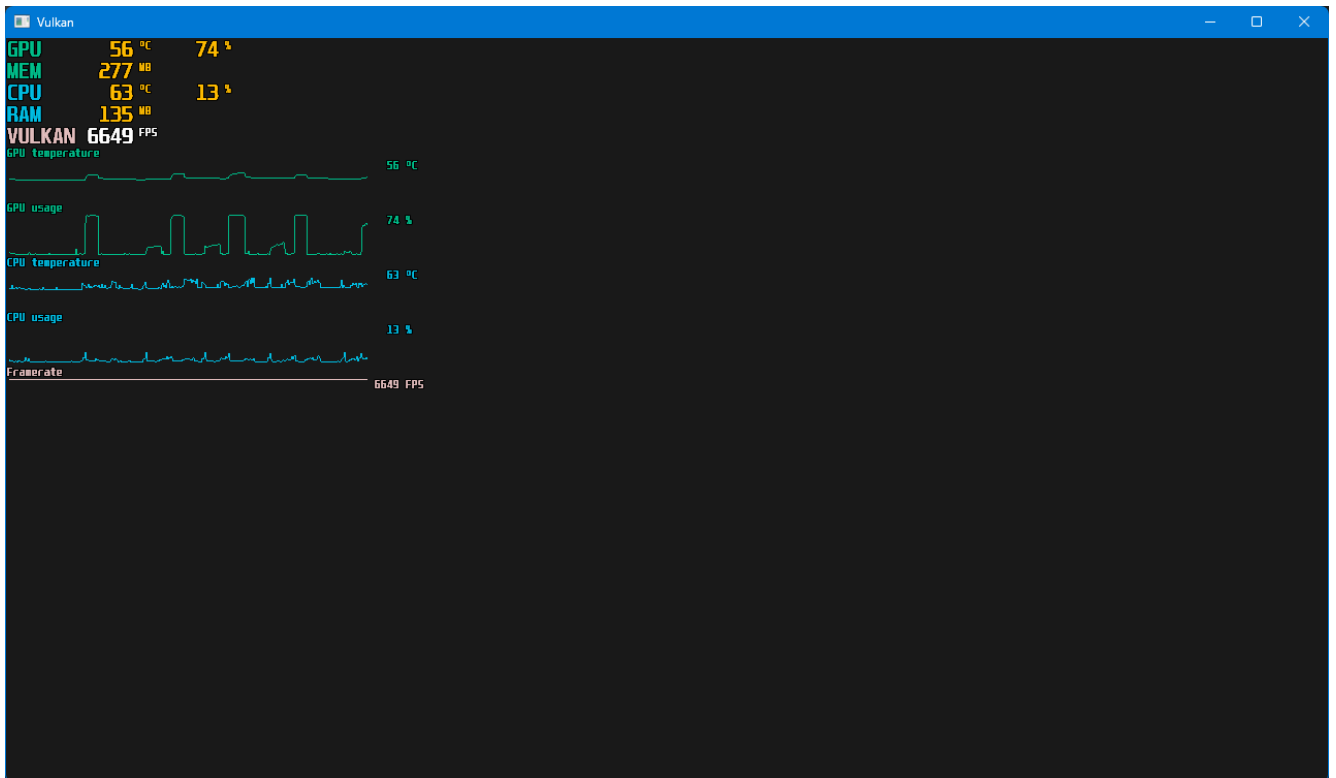 Vulkan
GPU 56 °C 74 %
MEM 277 MB
CPU 63 °C 13 %
RAM 135 MB
VULKAN 6649 FPS
GPU temperature
56 °C
GPU usage
74 %
CPU temperature
63 °C
CPU usage
13 %
Framerate
6649 FPS